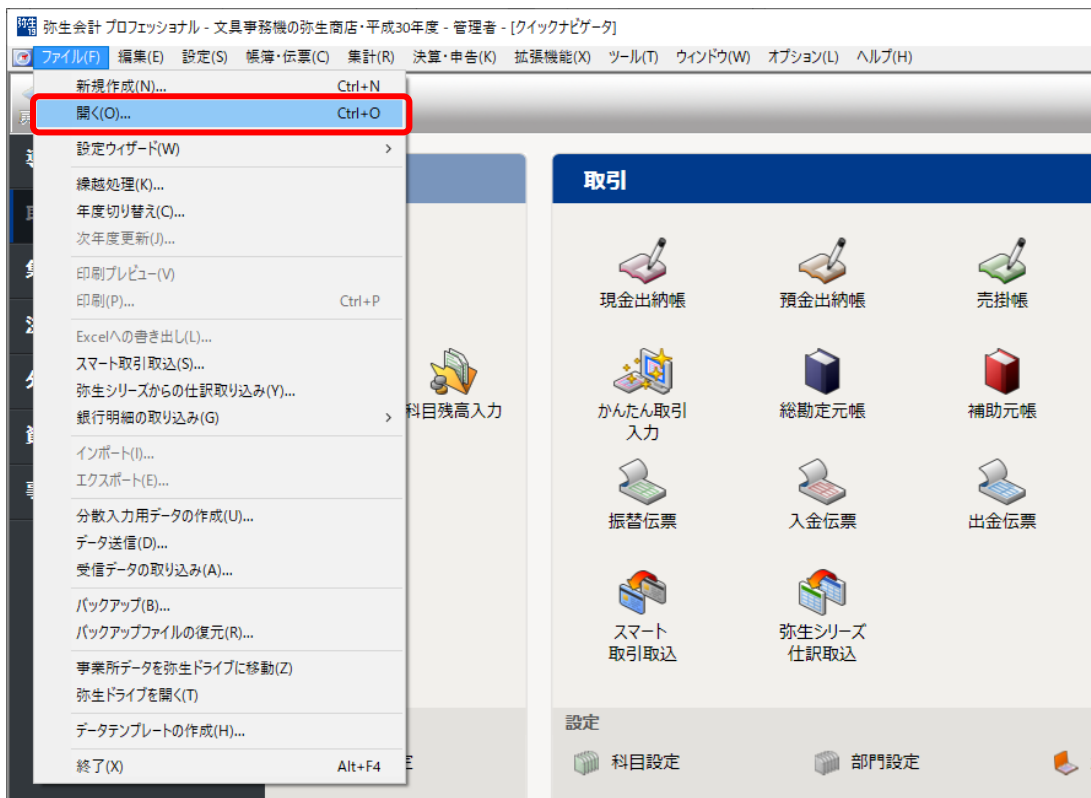 弥生会計 プロフェッショナル - 文具事務機の弥生商店・平成30年度 - 管理者 - [クイックナビゲータ]
ファイル(F) 編集(E) 設定(S) 帳簿・伝票(C) 集計(R) 決算・申告(K) 拡張機能(X) ツール(T) ウィンドウ(W) オプション(L) ヘルプ(H)
新規作成(N)... Ctrl+N
開く(O)... Ctrl+O
設定ウィザード(W) >
繰越処理(K)...
年度切り替え(C)...
次年度更新(J)...
印刷プレビュー(V)
印刷(P)... Ctrl+P
Excelへの書き出し(L)...
スマート取引取込(S)...
弥生シリーズからの仕訳取り込み(Y)...
銀行明細の取り込み(G) >
インポート(I)...
エクスポート(E)...
分散入力用データの作成(U)...
データ送信(D)...
受信データの取り込み(A)...
バックアップ(B)...
バックアップファイルの復元(R)...
事業所データを弥生ドライブに移動(Z)
弥生ドライブを開く(T)
データテンプレートの作成(H)...
終了(X) Alt+F4
科目残高入力
取引
現金出納帳 預金出納帳 売掛帳
かんたん取引 総勘定元帳 補助元帳
入力
振替伝票 入金伝票 出金伝票
スマート 弥生シリーズ
取引取込 仕訳取込
設定
科目設定 部門設定